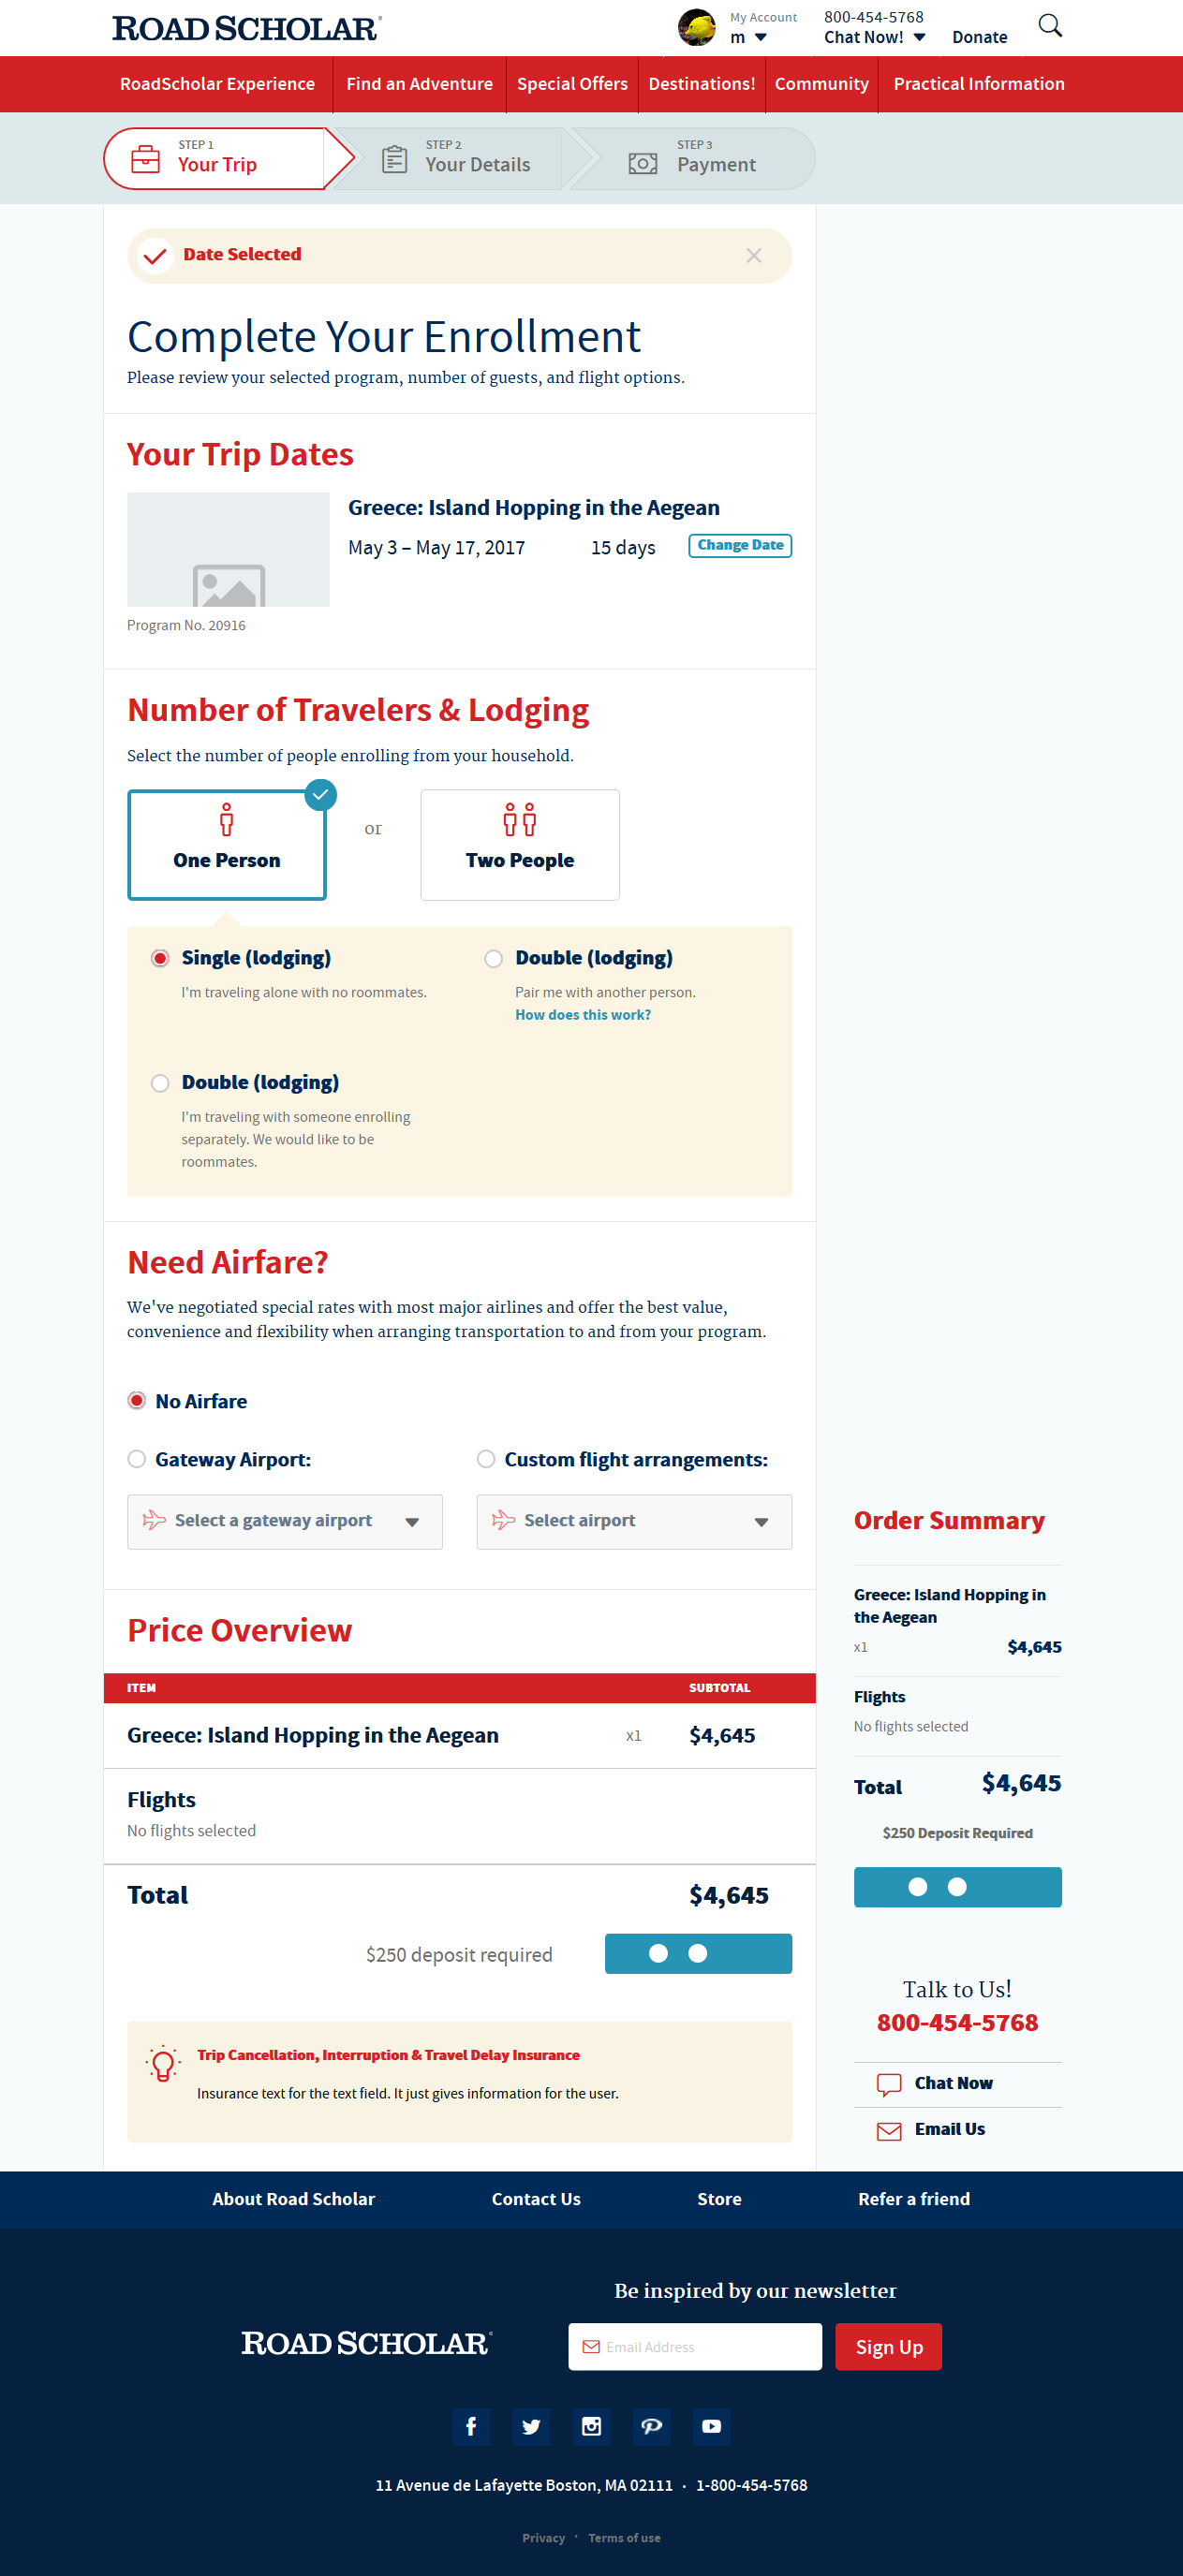 ROAD SCHOLAR®
My Account
m
800-454-5768
Chat Now!
Donate
RoadScholar Experience
Find an Adventure
Special Offers
Destinations!
Community
Practical Information
STEP 1
Your Trip
STEP 2
Your Details
STEP 3
Payment
Date Selected
Complete Your Enrollment
Please review your selected program, number of guests, and flight options.
Your Trip Dates
Greece: Island Hopping in the Aegean
May 3 – May 17, 2017
15 days
Change Date
Program No. 20916
Number of Travelers & Lodging
Select the number of people enrolling from your household.
One Person
or
Two People
Single (lodging)
I'm traveling alone with no roommates.
Double (lodging)
Pair me with another person.
How does this work?
Double (lodging)
I'm traveling with someone enrolling
separately. We would like to be
roommates.
Need Airfare?
We've negotiated special rates with most major airlines and offer the best value,
convenience and flexibility when arranging transportation to and from your program.
No Airfare
Gateway Airport:
Select a gateway airport
Custom flight arrangements:
Select airport
Price Overview
ITEM
SUBTOTAL
Greece: Island Hopping in the Aegean
x1
$4,645
Flights
No flights selected
Total
$4,645
$250 deposit required
Trip Cancellation, Interruption & Travel Delay Insurance
Insurance text for the text field. It just gives information for the user.
Order Summary
Greece: Island Hopping in
the Aegean
x1
$4,645
Flights
No flights selected
Total
$4,645
$250 Deposit Required
Talk to Us!
800-454-5768
Chat Now
Email Us
About Road Scholar
Contact Us
Store
Refer a friend
ROAD SCHOLAR®
Be inspired by our newsletter
Email Address
Sign Up
11 Avenue de Lafayette Boston, MA 02111 · 1-800-454-5768
Privacy · Terms of use